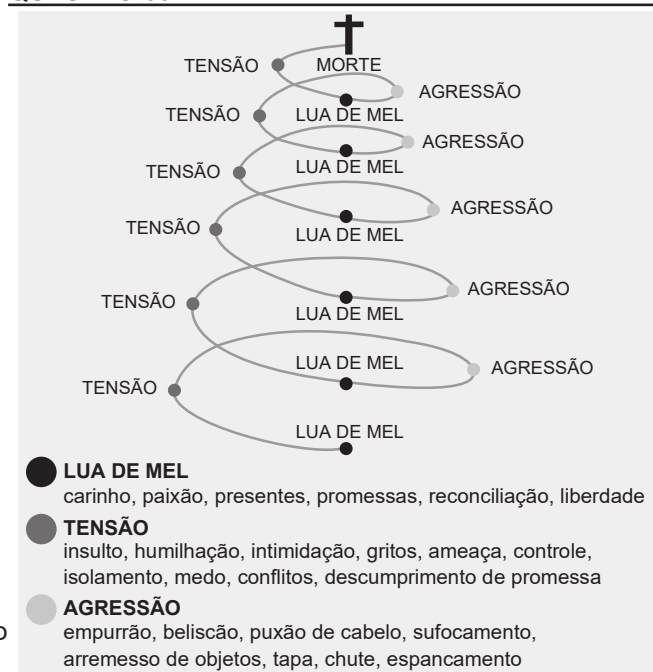 TENSÃO
MORTE
AGRESSÃO
TENSÃO
LUA DE MEL
AGRESSÃO
TENSÃO
LUA DE MEL
AGRESSÃO
TENSÃO
LUA DE MEL
AGRESSÃO
TENSÃO
LUA DE MEL
LUA DE MEL
AGRESSÃO
TENSÃO
LUA DE MEL
LUA DE MEL
carinho, paixão, presentes, promessas, reconciliação, liberdade
TENSÃO
insulto, humilhação, intimidação, gritos, ameaça, controle,
isolamento, medo, conflitos, descumprimento de promessa
AGRESSÃO
empurrão, beliscão, puxão de cabelo, sufocamento,
arremesso de objetos, tapa, chute, espancamento